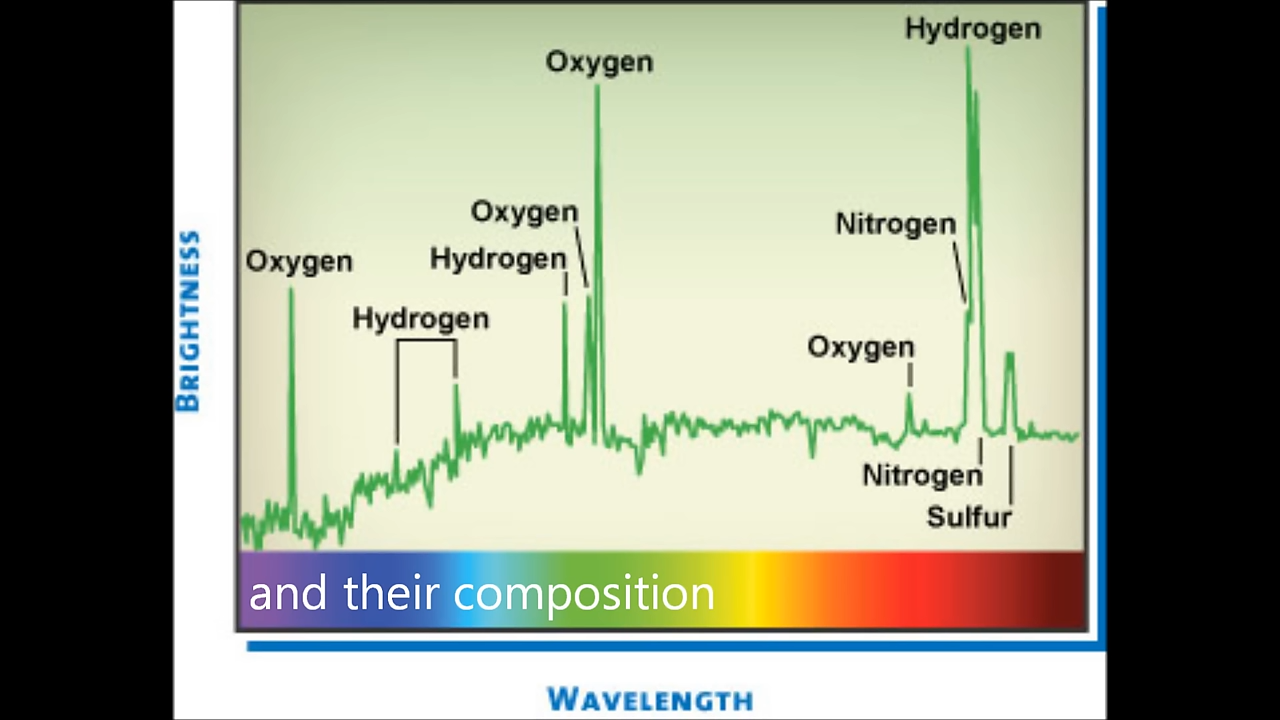 Hydrogen
Oxygen
Oxygen
Nitrogen
Hydrogen
Oxygen
Hydrogen
Oxygen
Nitrogen
Sulfur
BRIGHTNESS
and their composition
WAVELENGTH